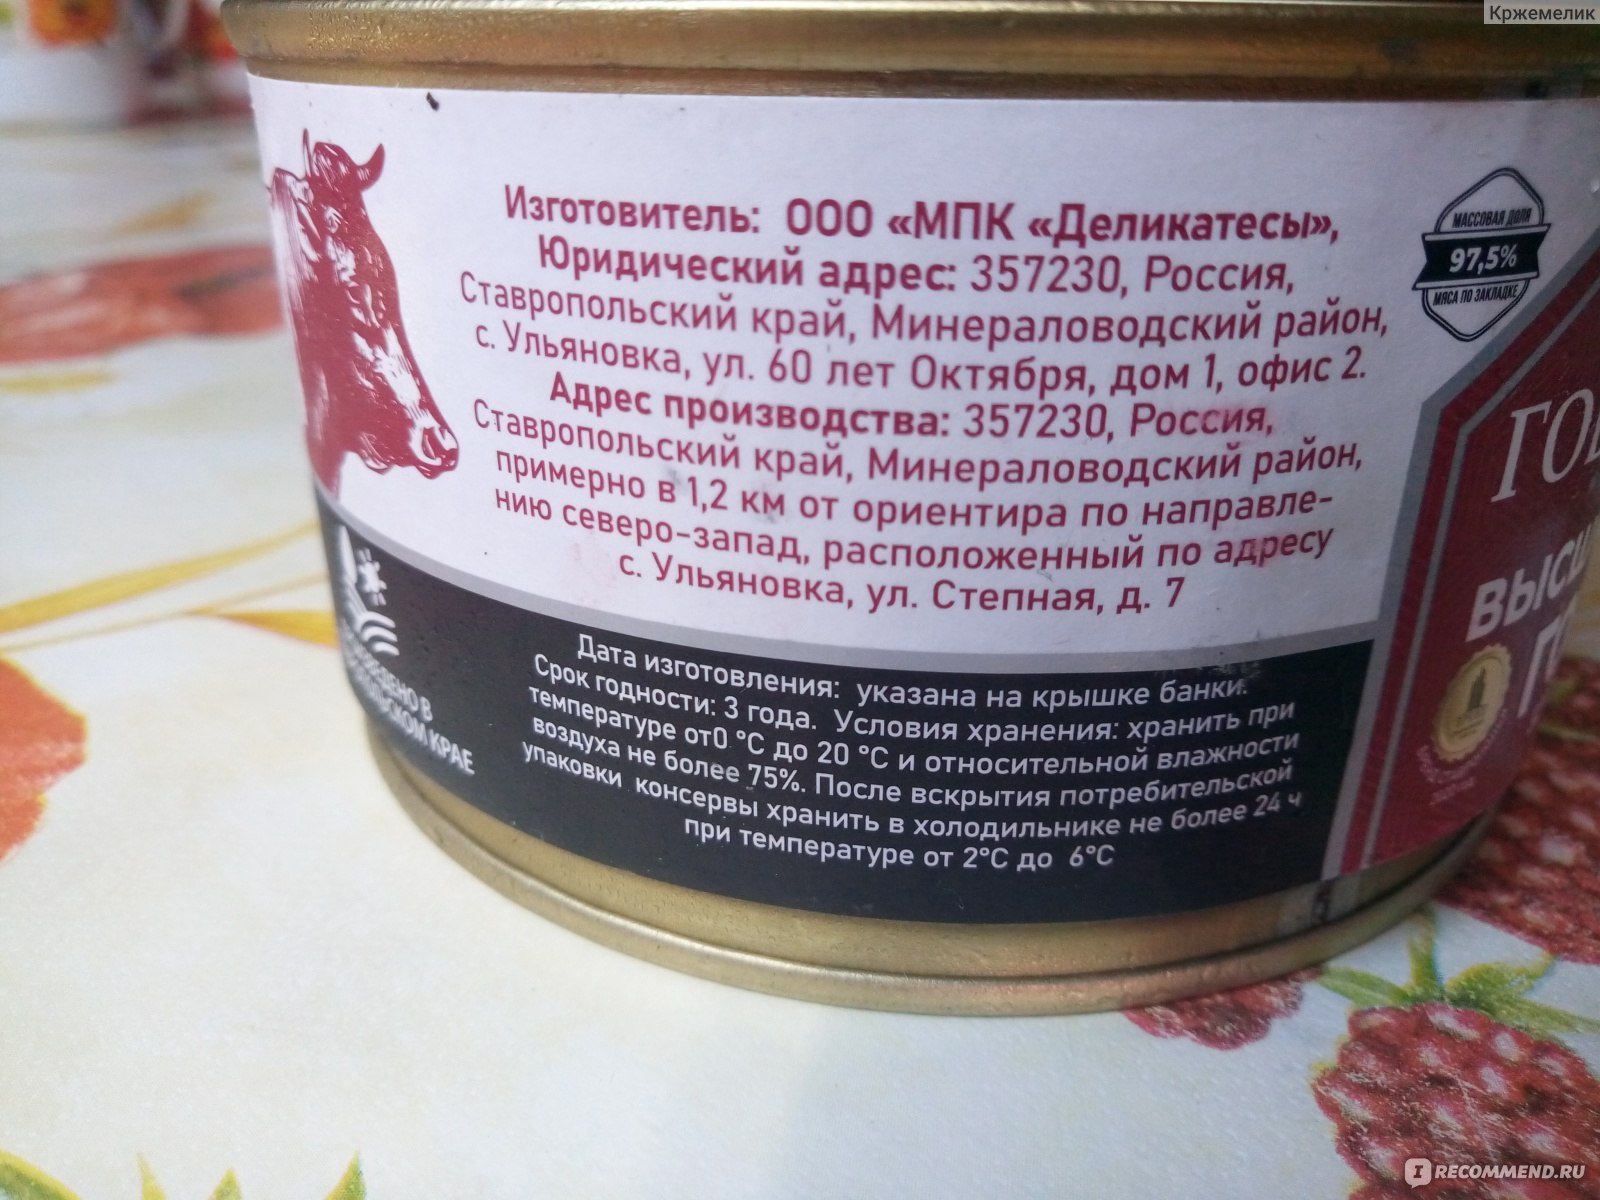 Кржемелик
Изготовитель: ООО «МПК «Деликатесы»,
Юридический адрес: 357230, Россия,
Ставропольский край, Минераловодский район,
с. Ульяновка, ул. 60 лет Октября, дом 1, офис 2.
Адрес производства: 357230, Россия,
Ставропольский край, Минераловодский район,
примерно в 1,2 км от ориентира по направле-
нию северо-запад, расположенный по адресу
с. Ульяновка, ул. Степная, д. 7
МАССОВАЯ ДОЛЯ
97,5%
МЯСА ПО ЗАКЛАДКЕ
Дата изготовления: указана на крышке банки.
Срок годности: 3 года. Условия хранения: хранить при
температуре от0 °С до 20 °С и относительной влажности
воздуха не более 75%. После вскрытия потребительской
упаковки консервы хранить в холодильнике не более 24 ч
при температуре от 2°С до 6°С
КРАЕ
IRECOMMEND.RU